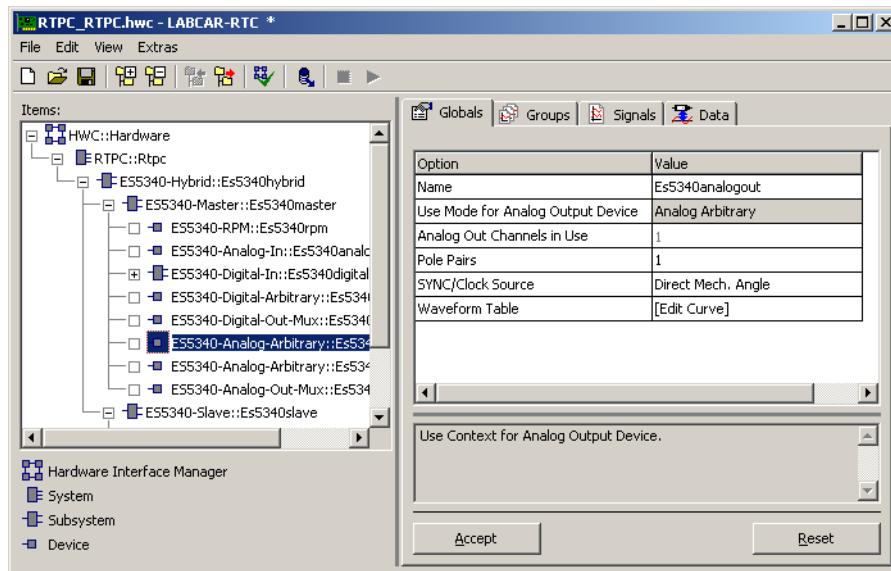 RTPC_RTPC.hwc - LABCAR-RTC *
File Edit View Extras
Items:
HWC::Hardware
RTPC::Rtpc
ES5340-Hybrid::Es5340hybrid
ES5340-Master::Es5340master
ES5340-RPM::Es5340rpm
ES5340-Analog-In::Es5340analo
ES5340-Digital-In::Es5340digital
ES5340-Digital-Arbitrary::Es534
ES5340-Digital-Out-Mux::Es534
ES5340-Analog-Arbitrary::Es534
ES5340-Analog-Arbitrary::Es534
ES5340-Analog-Out-Mux::Es534
ES5340-Slave::Es5340slave
Hardware Interface Manager
System
Subsystem
Device
Globals Groups Signals Data
Option Value
Name Es5340analogout
Use Mode for Analog Output Device Analog Arbitrary
Analog Out Channels in Use 1
Pole Pairs 1
SYNC/Clock Source Direct Mech. Angle
Waveform Table [Edit Curve]
Use Context for Analog Output Device.
Accept Reset